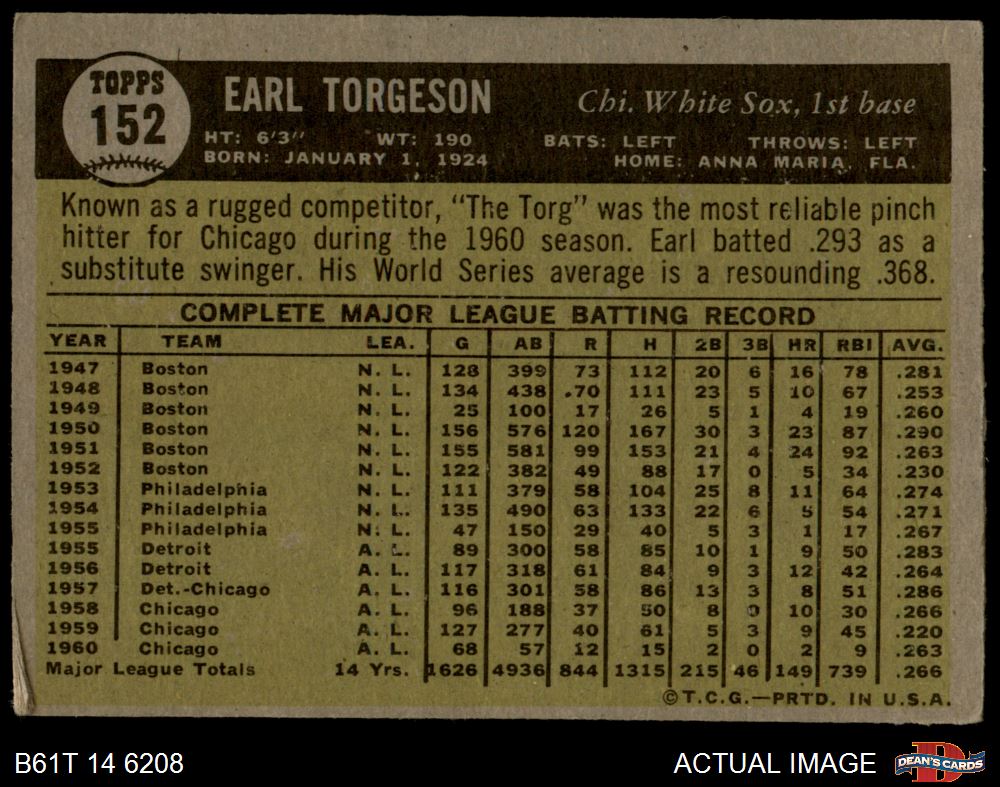 TOPPS
152
EARL TORGESON Chi. White Sox, 1st base
HT: 6'3" WT: 190 BATS: LEFT THROWS: LEFT
BORN: JANUARY 1, 1924 HOME: ANNA MARIA, FLA.
Known as a rugged competitor, "The Torg" was the most reliable pinch
hitter for Chicago during the 1960 season. Earl batted .293 as a
substitute swinger. His World Series average is a resounding .368.
COMPLETE MAJOR LEAGUE BATTING RECORD
YEAR TEAM LEA. G AB R H 2B 3B HR RBI AVG.
1947 Boston N. L. 128 399 73 112 20 6 16 78 .281
1948 Boston N. L. 134 438 .70 111 23 5 10 67 .253
1949 Boston N. L. 25 100 17 26 5 1 4 19 .260
1950 Boston N. L. 156 576 120 167 30 3 23 87 .290
1951 Boston N. L. 155 581 99 153 21 4 24 92 .263
1952 Boston N. L. 122 382 49 88 17 0 5 34 .230
1953 Philadelphia N. L. 111 379 58 104 25 8 11 64 .274
1954 Philadelphia N. L. 135 490 63 133 22 6 5 54 .271
1955 Philadelphia N. L. 47 150 29 40 5 3 1 17 .267
1955 Detroit A. L. 89 300 58 85 10 1 9 50 .283
1956 Detroit A. L. 117 318 61 84 9 3 12 42 .264
1957 Det.-Chicago A. L. 116 301 58 86 13 3 8 51 .286
1958 Chicago A. L. 96 188 37 50 8 0 10 30 .266
1959 Chicago A. L. 127 277 40 61 5 3 9 45 .220
1960 Chicago A. L. 68 57 12 15 2 0 2 9 .263
Major League Totals 14 Yrs. 1626 4936 844 1315 215 46 149 739 .266
©T.C.G.—PRTD. IN U.S.A.
B61T 14 6208 ACTUAL IMAGE DEAN'S CARDS